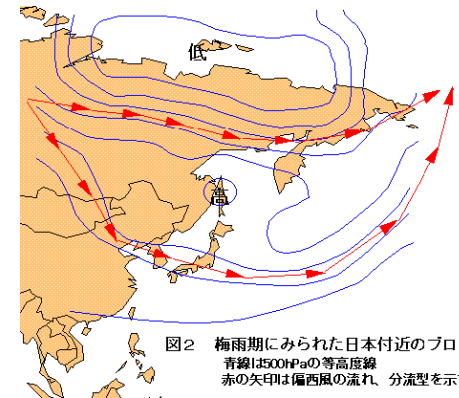 低
高
図2 梅雨期にみられた日本付近のブロ
青線は500hPaの等高度線
赤の矢印は偏西風の流れ、分流型を示